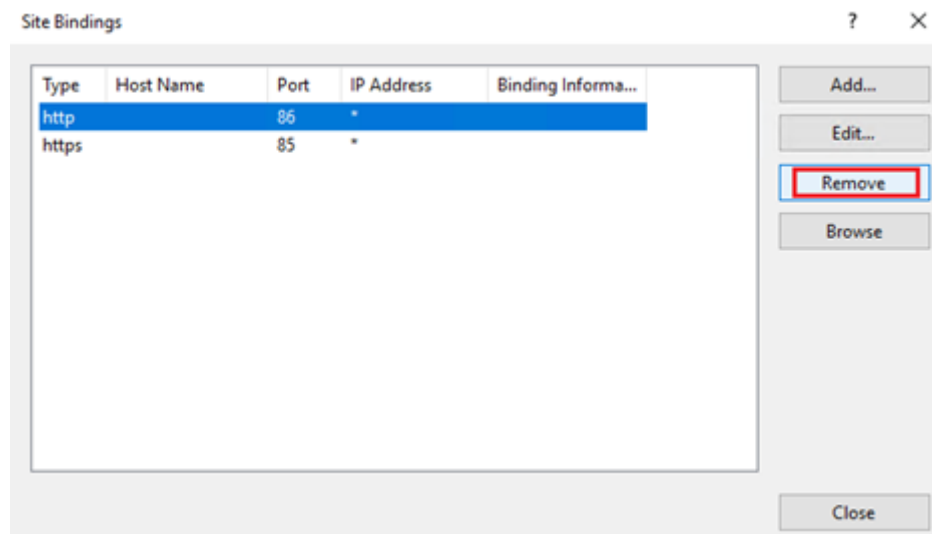 Site Bindings
Type Host Name Port IP Address Binding Informa...
http 86 *
https 85 *
Add...
Edit...
Remove
Browse
Close